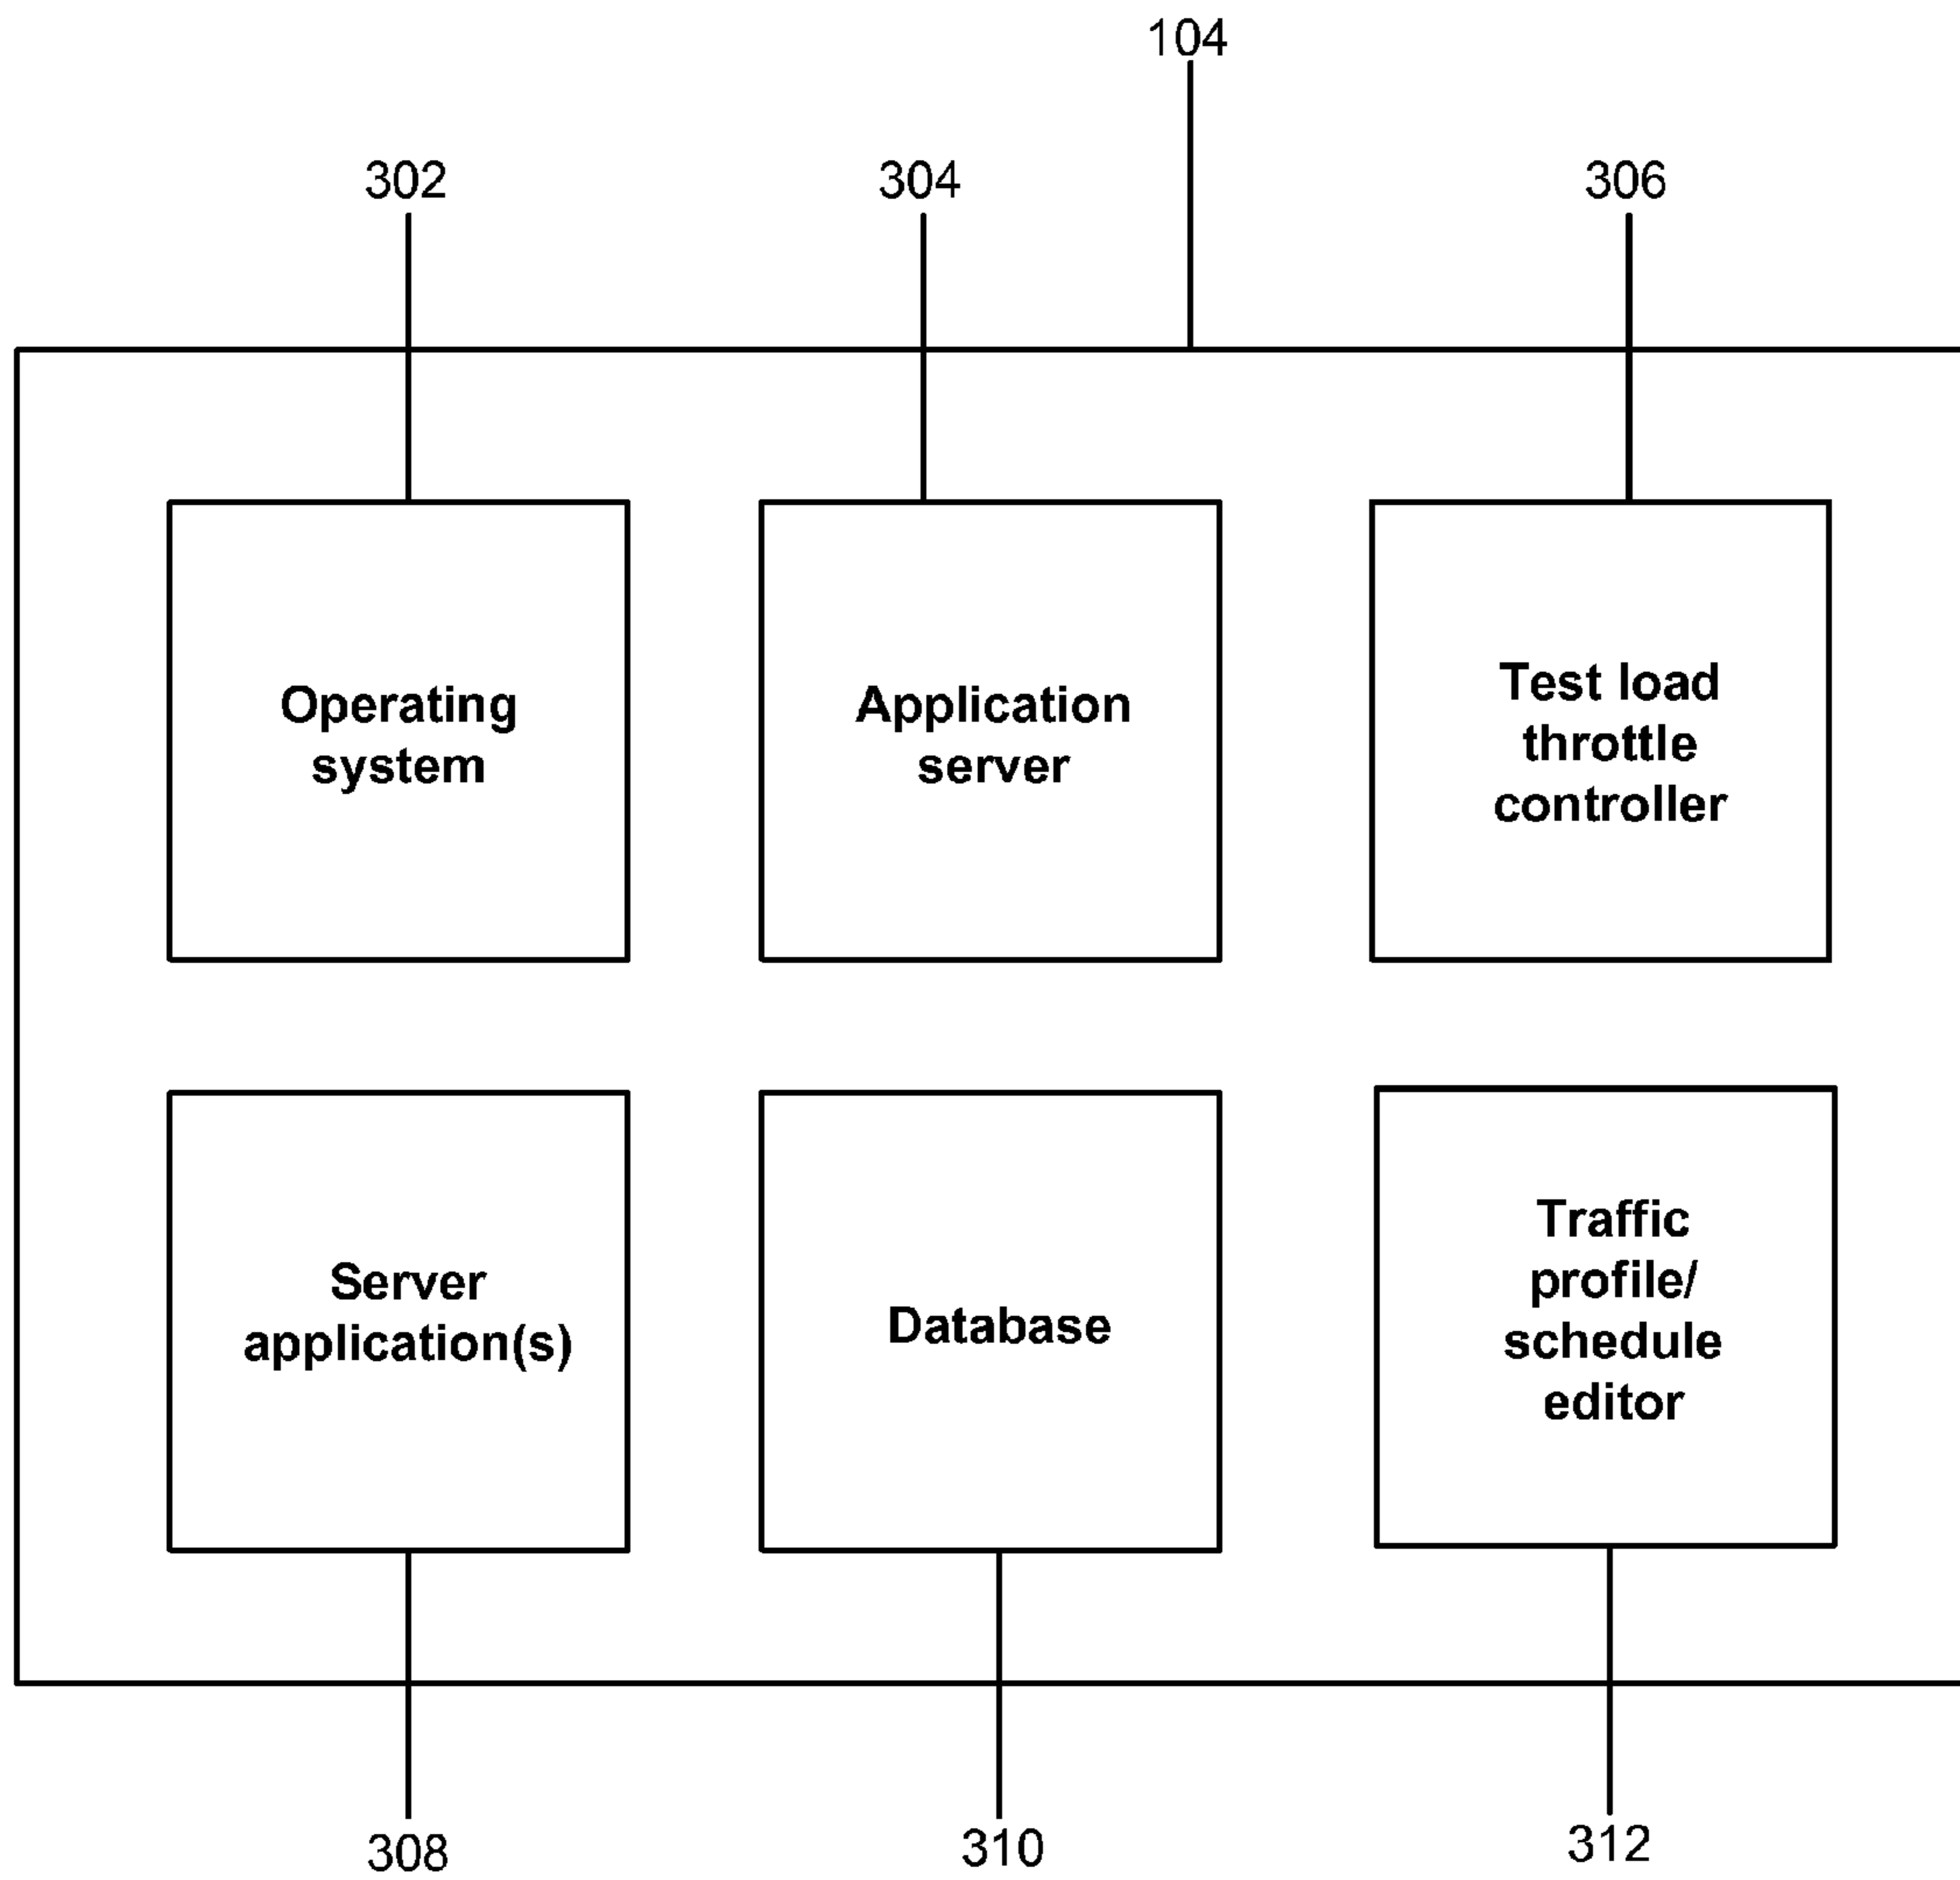 104
302
304
306
Operating
system
Application
server
Test load
throttle
controller
Server
application(s)
Database
Traffic
profile/
schedule
editor
308
310
312